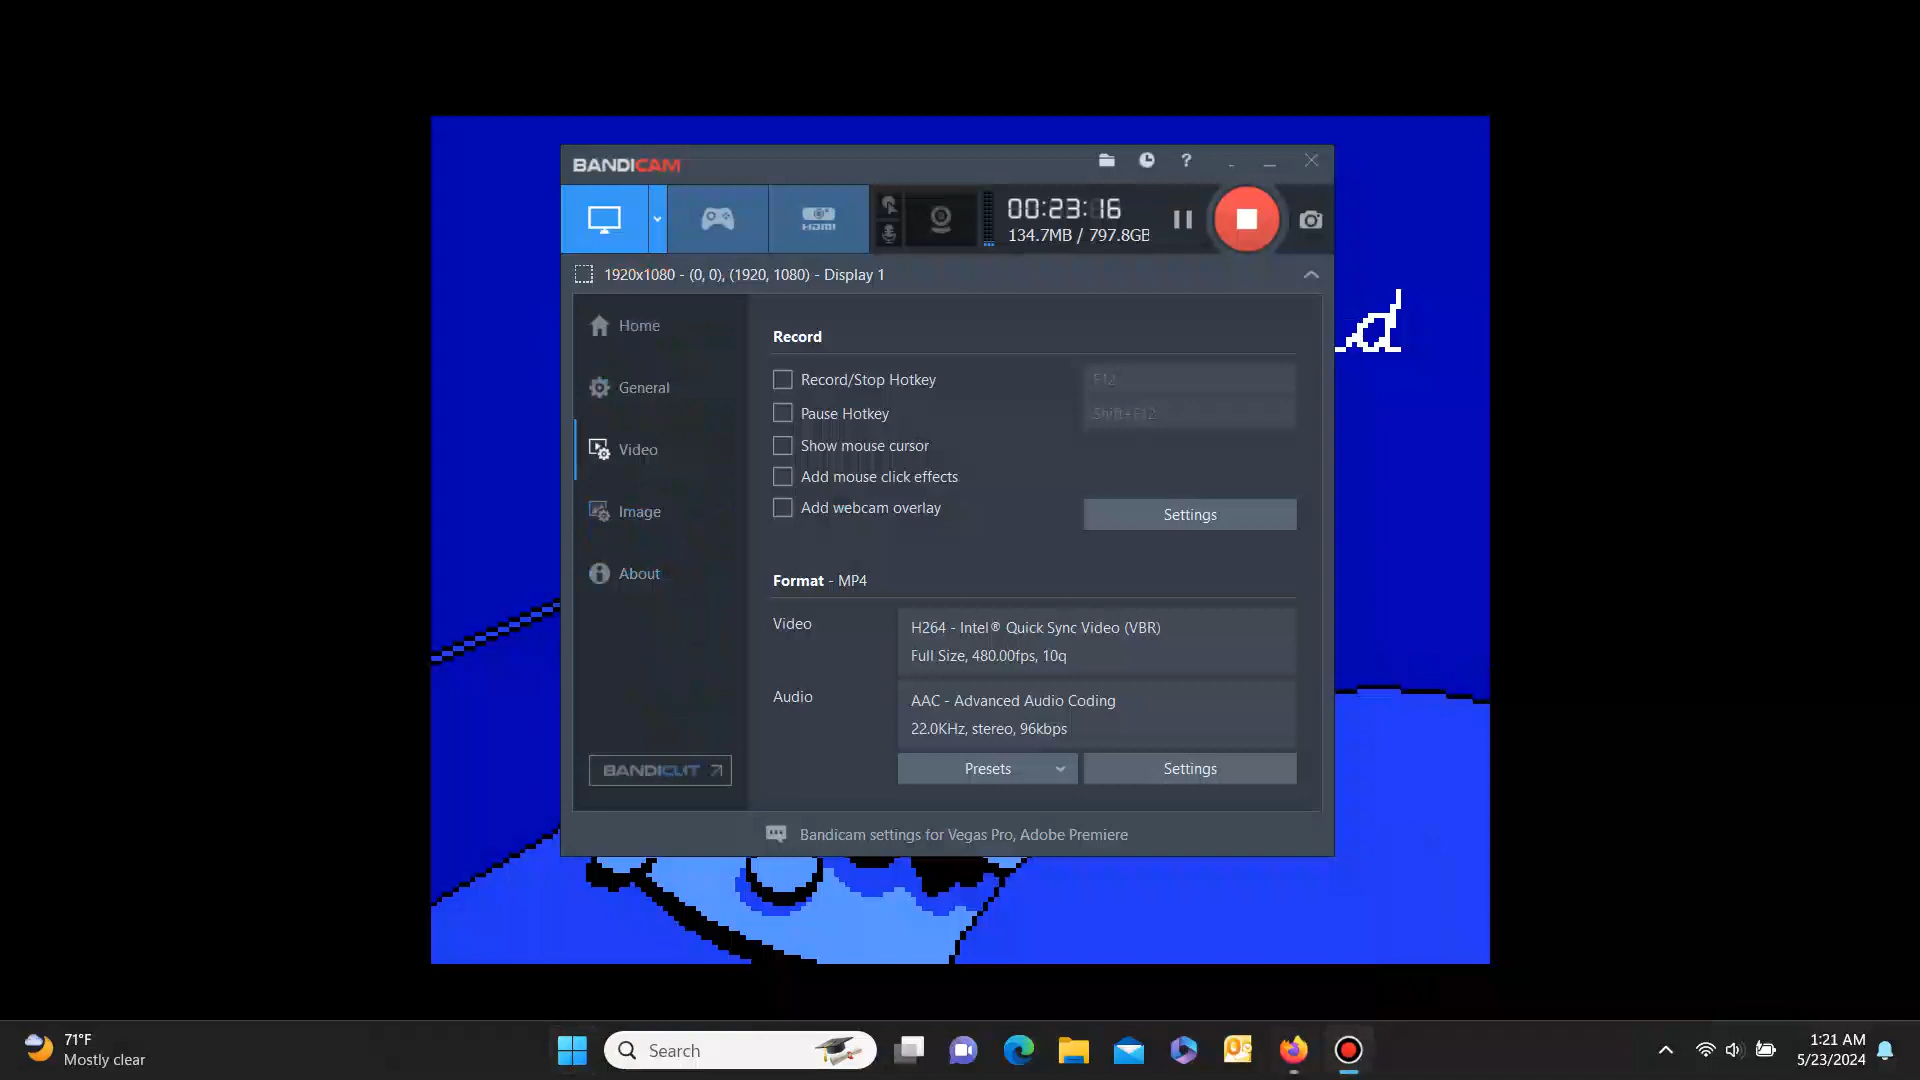 BANDICAM
?
HDMI
00:23:16
134.7MB / 797.8GB
1920x1080 - (0, 0), (1920, 1080) - Display 1
Home
General
Video
Image
About
BANDICUT
Record
Record/Stop Hotkey
F12
Pause Hotkey
Shift+F12
Show mouse cursor
Add mouse click effects
Add webcam overlay
Settings
Format - MP4
Video
H264 - Intel® Quick Sync Video (VBR)
Full Size, 480.00fps, 10q
Audio
AAC - Advanced Audio Coding
22.0KHz, stereo, 96kbps
Presets
Settings
Bandicam settings for Vegas Pro, Adobe Premiere
d
71°F
Mostly clear
Search
1:21 AM
5/23/2024